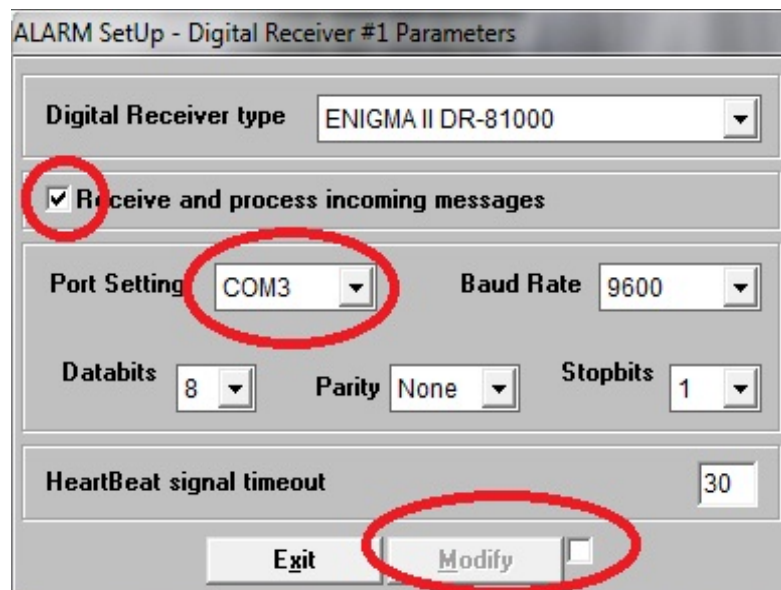 ALARM SetUp - Digital Receiver #1 Parameters
Digital Receiver type ENIGMA II DR-81000
Receive and process incoming messages
Port Setting COM3 Baud Rate 9600
Databits 8 Parity None Stopbits 1
HeartBeat signal timeout 30
Exit Modify